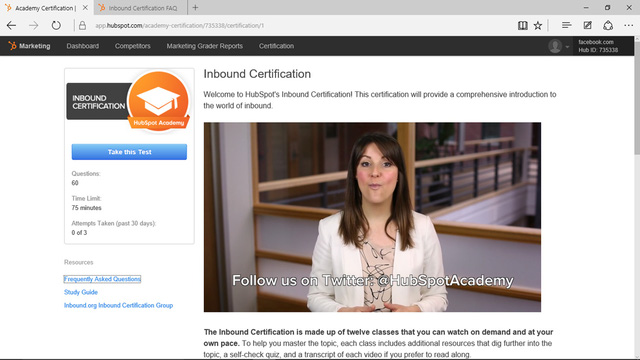 Academy Certification |
Inbound Certification FAQ
app.hubspot.com/academy-certification/735338/certification/1
Marketing
Dashboard
Competitors
Marketing Grader Reports
Certification
facebook.com
Hub ID: 735338
INBOUND
CERTIFICATION
HubSpot Academy
Take this Test
Questions:
60
Time Limit:
75 minutes
Attempts Taken (past 30 days):
0 of 3
Resources
Frequently Asked Questions
Study Guide
Inbound.org Inbound Certification Group
Inbound Certification
Welcome to HubSpot's Inbound Certification! This certification will provide a comprehensive introduction to
the world of inbound.
Follow us on Twitter: @HubSpotAcademy
The Inbound Certification is made up of twelve classes that you can watch on demand and at your
own pace. To help you master the topic, each class includes additional resources that dig further into the
topic, a self-check quiz, and a transcript of each video if you prefer to read along.